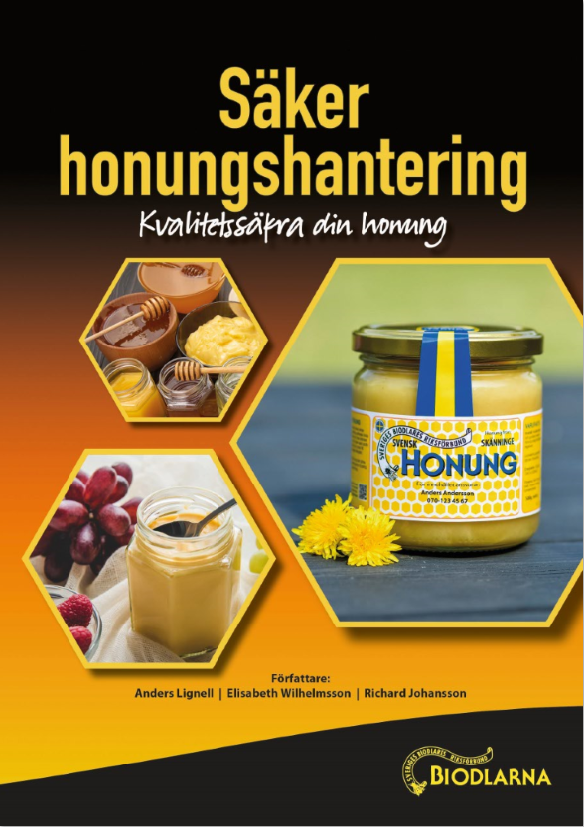 Säker
honungshantering
Kvalitetssäkra din honung
SVERIGES BIODLARES RIKSFÖRBUND
SVENSK
SKÄNNINGE
HONUNG
Anders Andersson
070-123 45 67
Författare:
Anders Lignell | Elisabeth Wilhelmsson | Richard Johansson
SVERIGES BIODLARES RIKSFÖRBUND
BIODLARNA